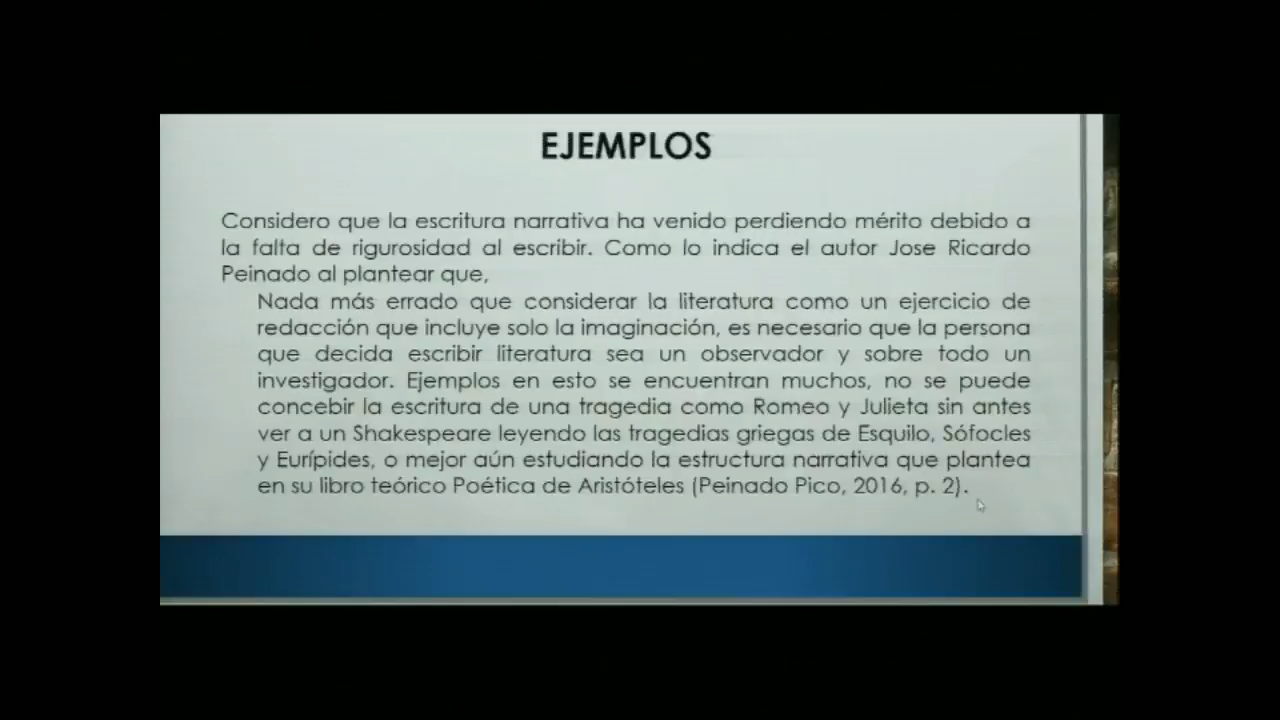 EJEMPLOS
Considero que la escritura narrativa ha venido perdiendo mérito debido a
la falta de rigurosidad al escribir. Como lo indica el autor Jose Ricardo
Peinado al plantear que,
Nada más errado que considerar la literatura como un ejercicio de
redacción que incluye solo la imaginación, es necesario que la persona
que decida escribir literatura sea un observador y sobre todo un
investigador. Ejemplos en esto se encuentran muchos, no se puede
concebir la escritura de una tragedia como Romeo y Julieta sin antes
ver a un Shakespeare leyendo las tragedias griegas de Esquilo, Sófocles
y Eurípides, o mejor aún estudiando la estructura narrativa que plantea
en su libro teórico Poética de Aristóteles (Peinado Pico, 2016, p. 2).